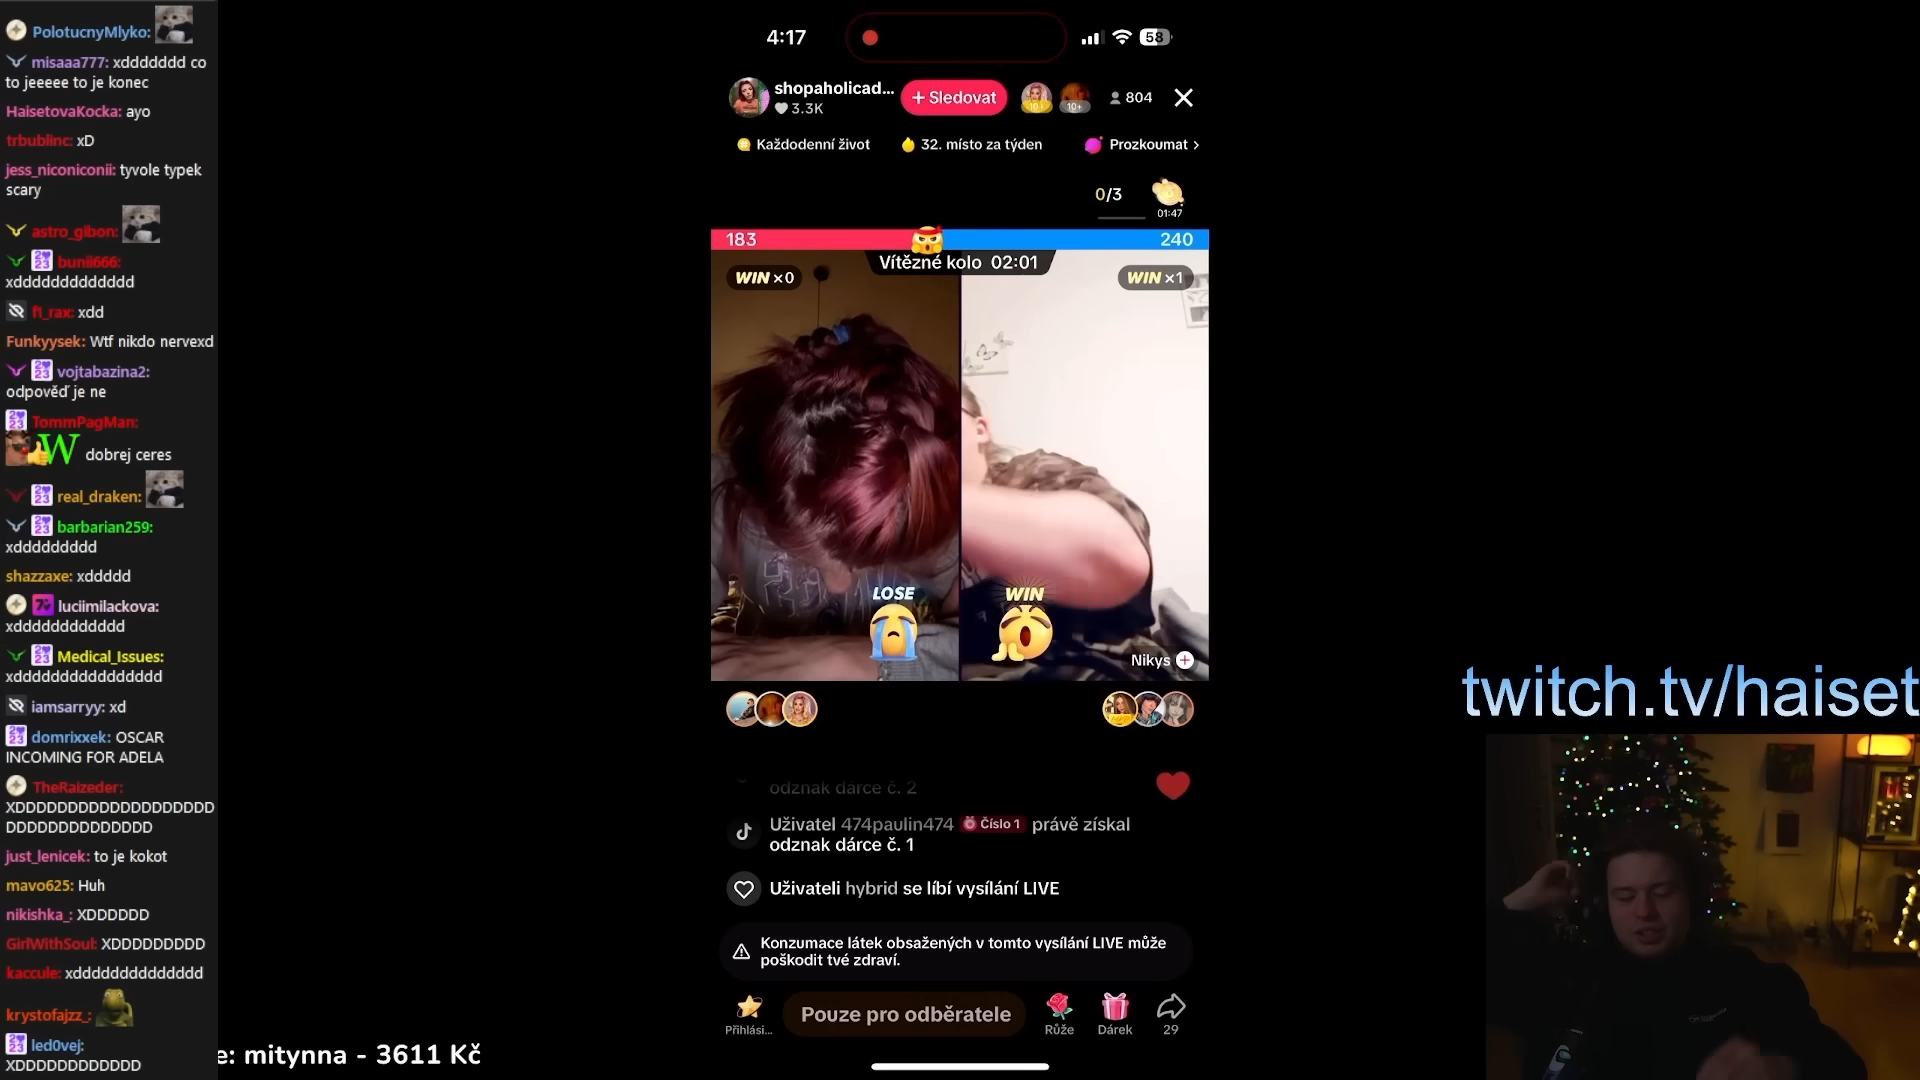 PolotucnyMlyko:
misaaa777: xddddddd co
to jeeeee to je konec
HaisetovaKocka: ayo
trbublinc: xD
jess_niconiconii: tyvole typek
scary
astro_gibon:
bunii666:
xddddddddddddd
f1_rax: xdd
Funkyysek: Wtf nikdo nervexd
vojtabazina2:
odpověď je ne
TommPagMan:
W dobrej ceres
real_draken:
barbarian259:
xddddddddd
shazzaxe: xddddd
luciimilackova:
xdddddddddddd
Medical_Issues:
xdddddddddddddddd
iamsarryy: xd
domrixxek: OSCAR
INCOMING FOR ADELA
TheRaizeder:
XDDDDDDDDDDDDDDDDDDD
DDDDDDDDDDDDDD
just_lenicek: to je kokot
mavo625: Huh
nikishka_: XDDDDDD
GirlWithSoul: XDDDDDDDDD
kaccule: xdddddddddddddd
krystofajzz_:
led0vej:
XDDDDDDDDDDDD
e: mitynna - 3611 Kč
4:17
58
shopaholicad...
3.3K
+ Sledovat
10+
10+
804
Každodenní život
32. místo za týden
Prozkoumat >
0/3
01:47
183
240
Vítězné kolo 02:01
WIN ×0
WIN ×1
LOSE
WIN
Nikys
odznak dárce č. 2
Uživatel 474paulin474 Číslo 1 právě získal
odznak dárce č. 1
Uživateli hybrid se líbí vysílání LIVE
Konzumace látek obsažených v tomto vysílání LIVE může
poškodit tvé zdraví.
Přihlási...
Pouze pro odběratele
Růže
Dárek
29
twitch.tv/haiset